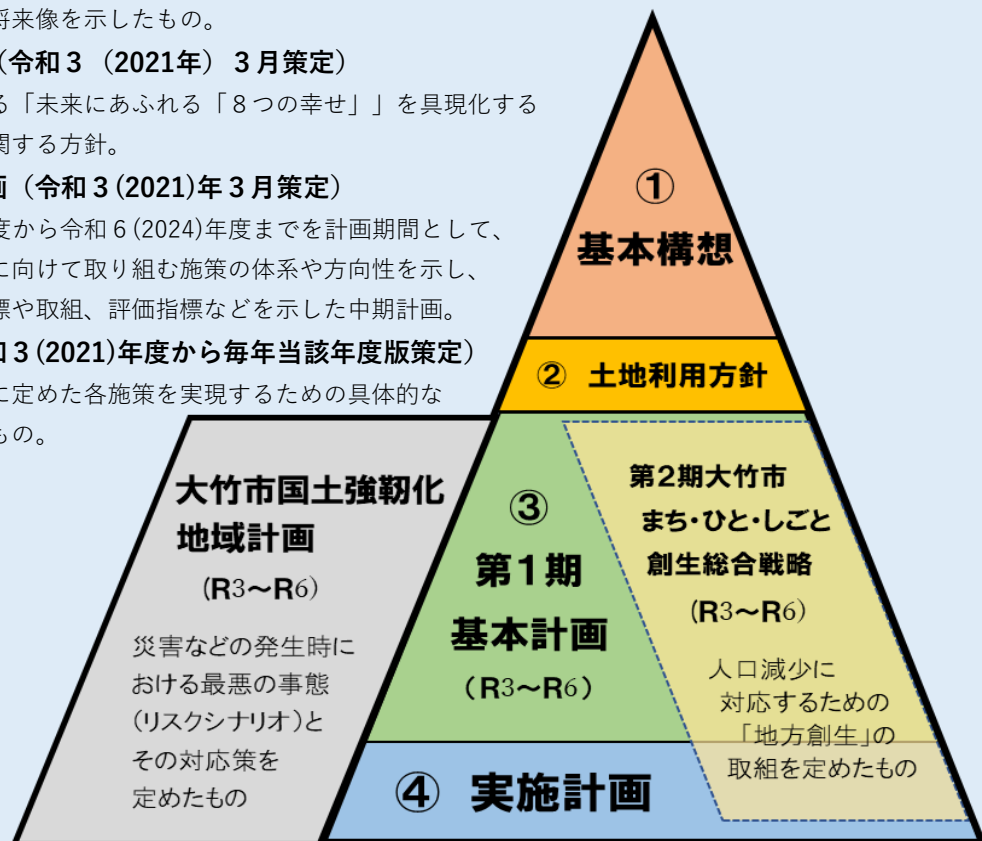 将来像を示したもの。
(令和３（2021年）３月策定)
る「未来にあふれる「８つの幸せ」」を具現化する
関する方針。
画（令和３(2021)年３月策定）
度から令和６(2024)年度までを計画期間として、
に向けて取り組む施策の体系や方向性を示し、
標や取組、評価指標などを示した中期計画。
和３(2021)年度から毎年当該年度版策定）
に定めた各施策を実現するための具体的な
もの。
①
基本構想
② 土地利用方針
大竹市国土強靭化
地域計画
(R3～R6)
災害などの発生時に
おける最悪の事態
(リスクシナリオ)と
その対応策を
定めたもの
③
第１期
基本計画
（R3～R6）
第2期大竹市
まち・ひと・しごと
創生総合戦略
(R3～R6)
人口減少に
対応するための
「地方創生」の
取組を定めたもの
④ 実施計画